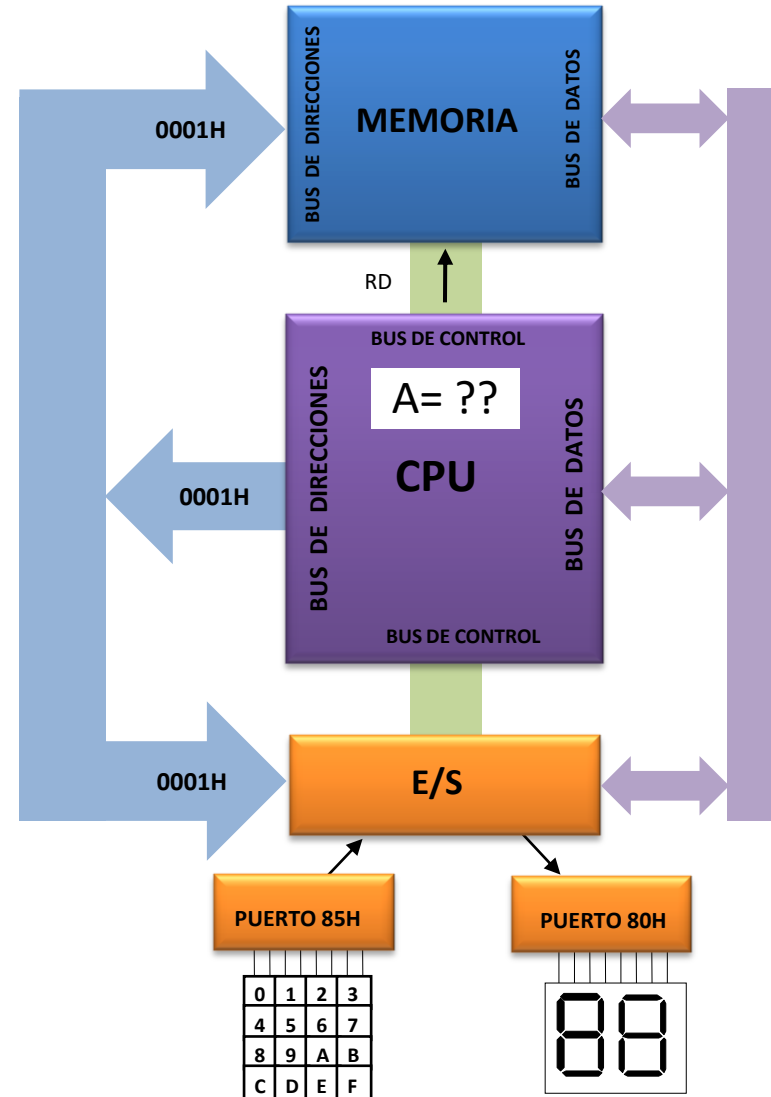 BUS DE DIRECCIONES
MEMORIA
BUS DE DATOS
0001H
RD
BUS DE CONTROL
A= ??
CPU
BUS DE DIRECCIONES
BUS DE DATOS
0001H
BUS DE CONTROL
0001H
E/S
PUERTO 85H
PUERTO 80H
0 1 2 3
4 5 6 7
8 9 A B
C D E F
88